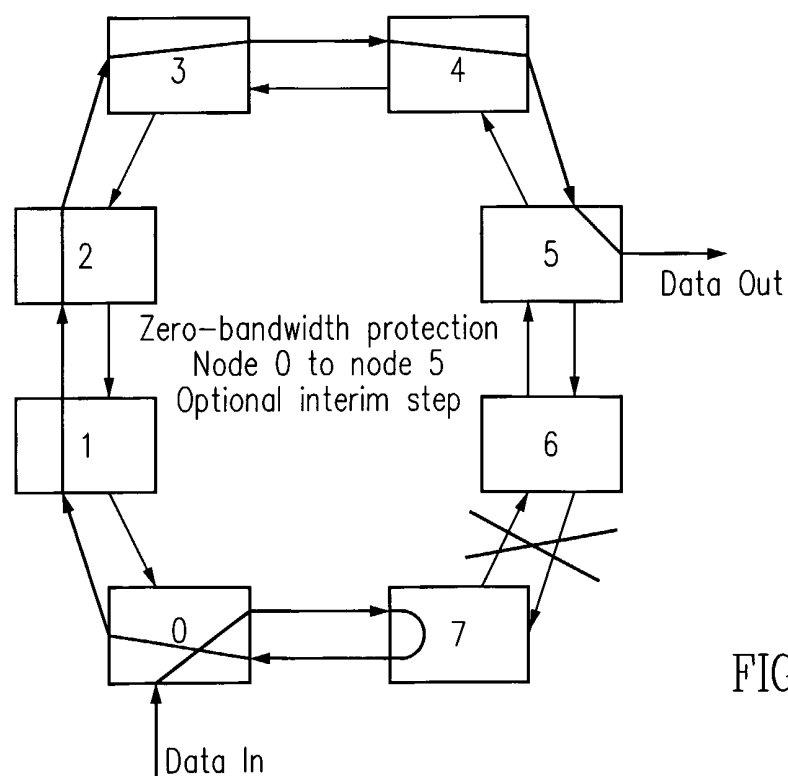 3
4
2
5
Data Out
Zero-bandwidth protection
Node 0 to node 5
Optional interim step
1
6
0
7
FIG
Data In